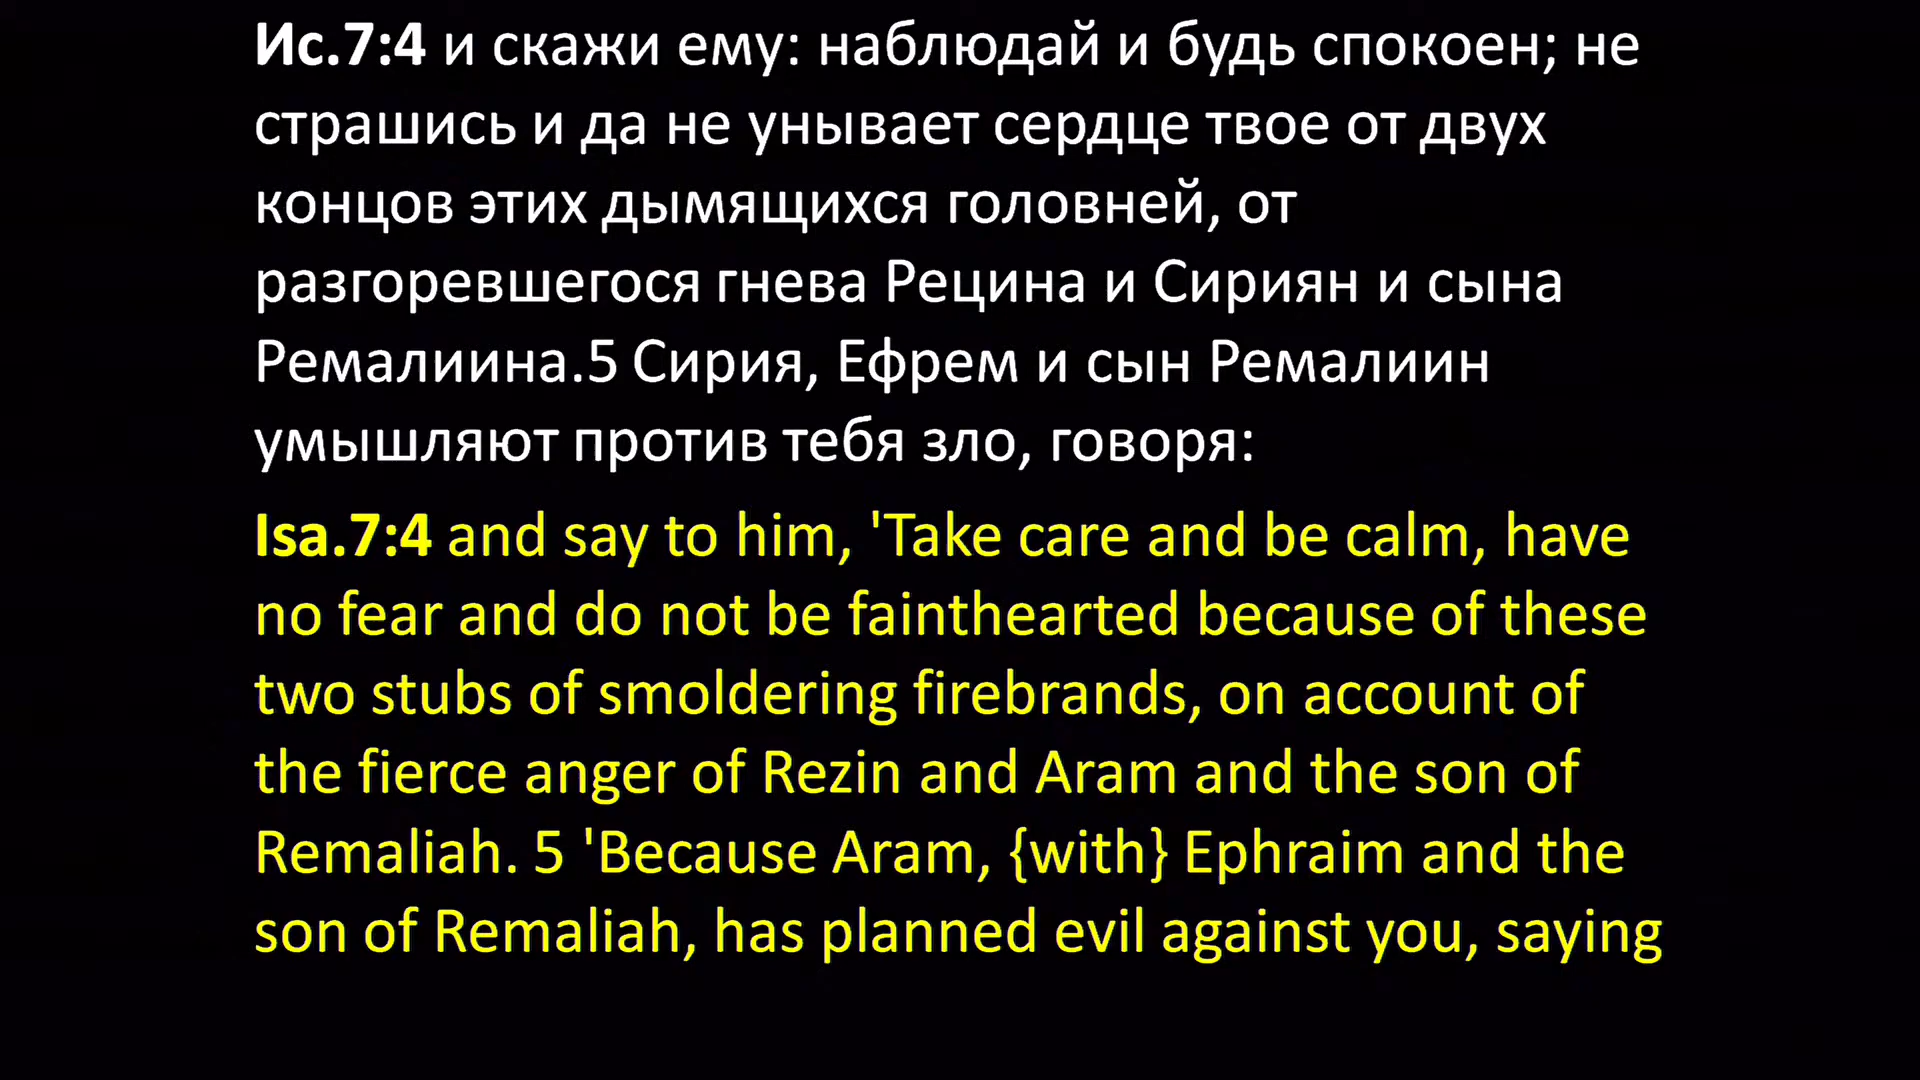 Ис.7:4 и скажи ему: наблюдай и будь спокоен; не
страшись и да не унывает сердце твое от двух
концов этих дымящихся головней, от
разгоревшегося гнева Рецина и Сириян и сына
Ремалиина.5 Сирия, Ефрем и сын Ремалиин
умышляют против тебя зло, говоря:
Isa.7:4 and say to him, 'Take care and be calm, have
no fear and do not be fainthearted because of these
two stubs of smoldering firebrands, on account of
the fierce anger of Rezin and Aram and the son of
Remaliah. 5 'Because Aram, {with} Ephraim and the
son of Remaliah, has planned evil against you, saying